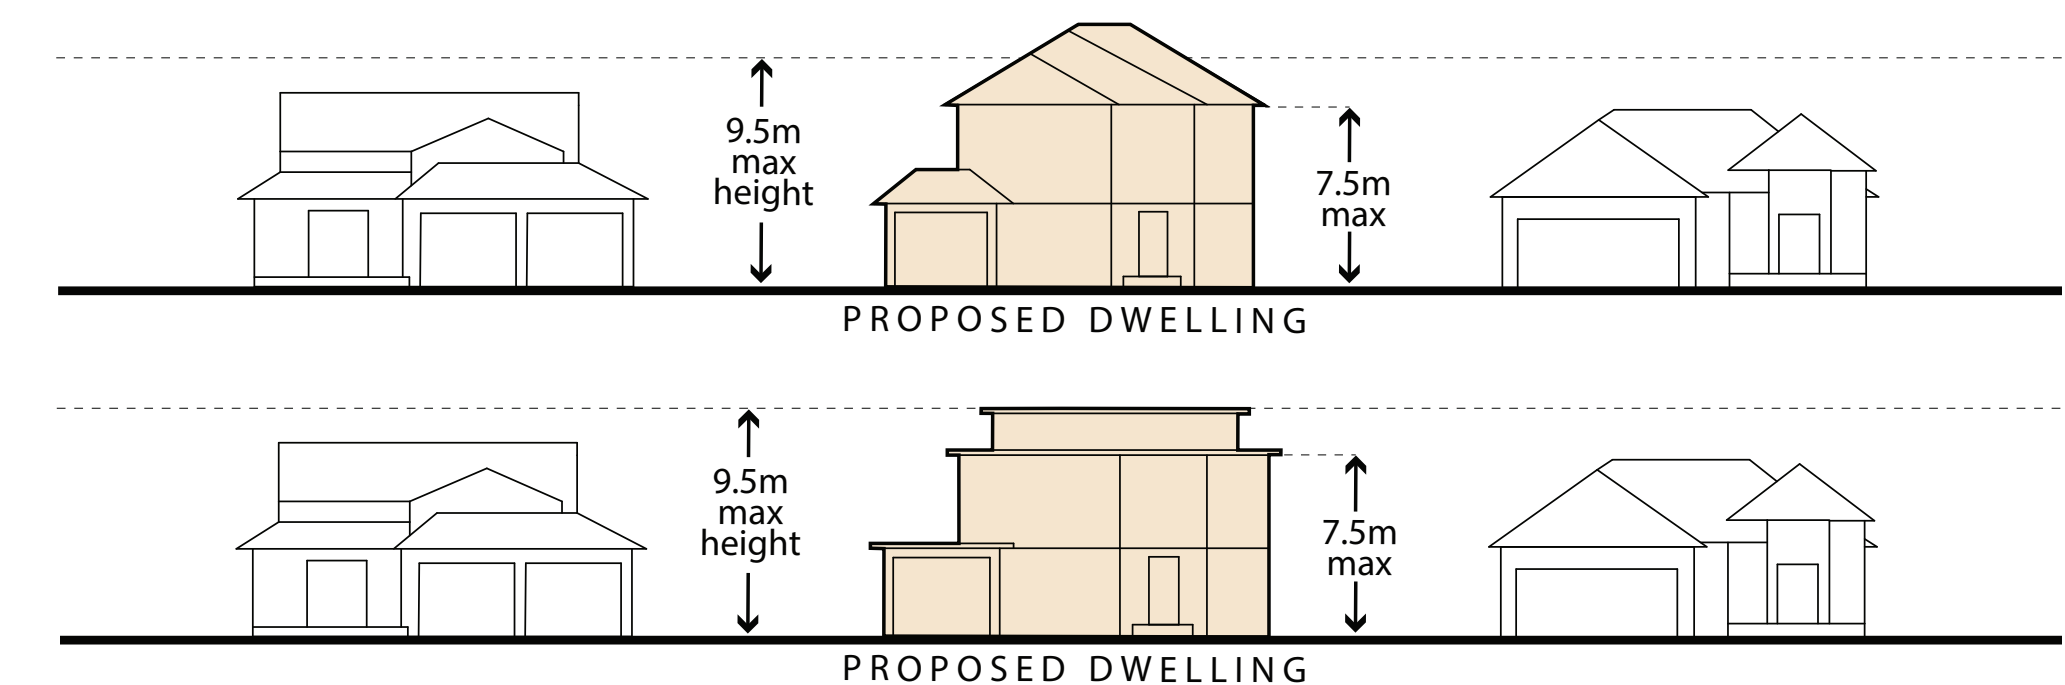 9.5m
max
height
7.5m
max
PROPOSED DWELLING
9.5m
max
height
7.5m
max
PROPOSED DWELLING